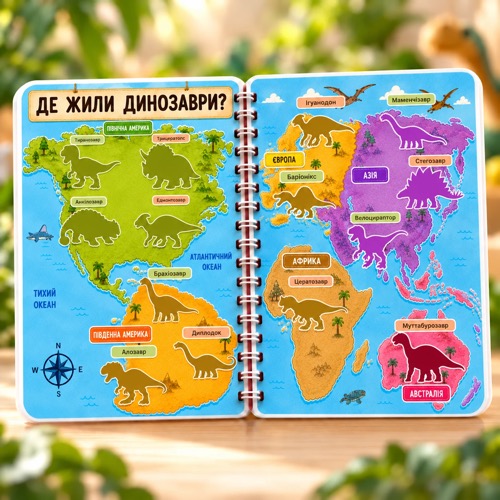 ДЕ ЖИЛИ ДИНОЗАВРИ?
ПІВНІЧНА АМЕРИКА
Тиранозавр
Трицератопс
Анкілозавр
Едмонтозавр
АТЛАНТИЧНИЙ
ОКЕАН
ТИХИЙ
ОКЕАН
Брахіозавр
ПІВДЕННА АМЕРИКА
Диплодок
Алозавр
N
W
E
S
Ігуанодон
Маменчізавр
ЄВРОПА
АЗІЯ
Стегозавр
Баріонікс
Велоцираптор
АФРИКА
Цератозавр
Муттабурозавр
АВСТРАЛІЯ